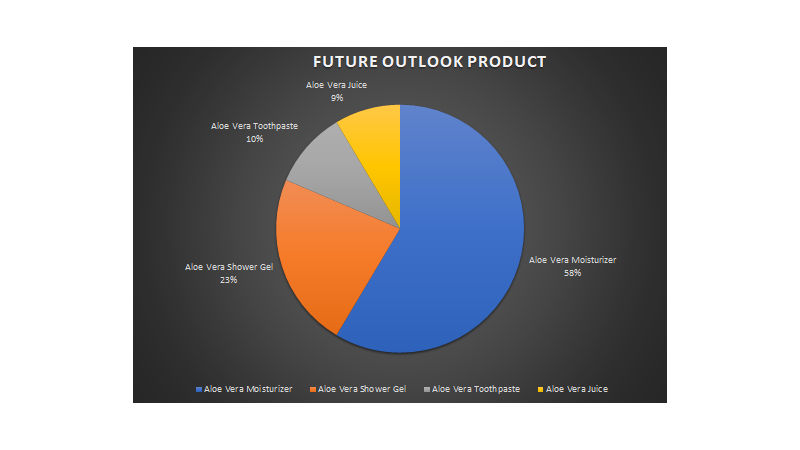 FUTURE OUTLOOK PRODUCT
Aloe Vera Juice
9%
Aloe Vera Toothpaste
10%
Aloe Vera Moisturizer
58%
Aloe Vera Shower Gel
23%
Aloe Vera Moisturizer Aloe Vera Shower Gel Aloe Vera Toothpaste Aloe Vera Juice